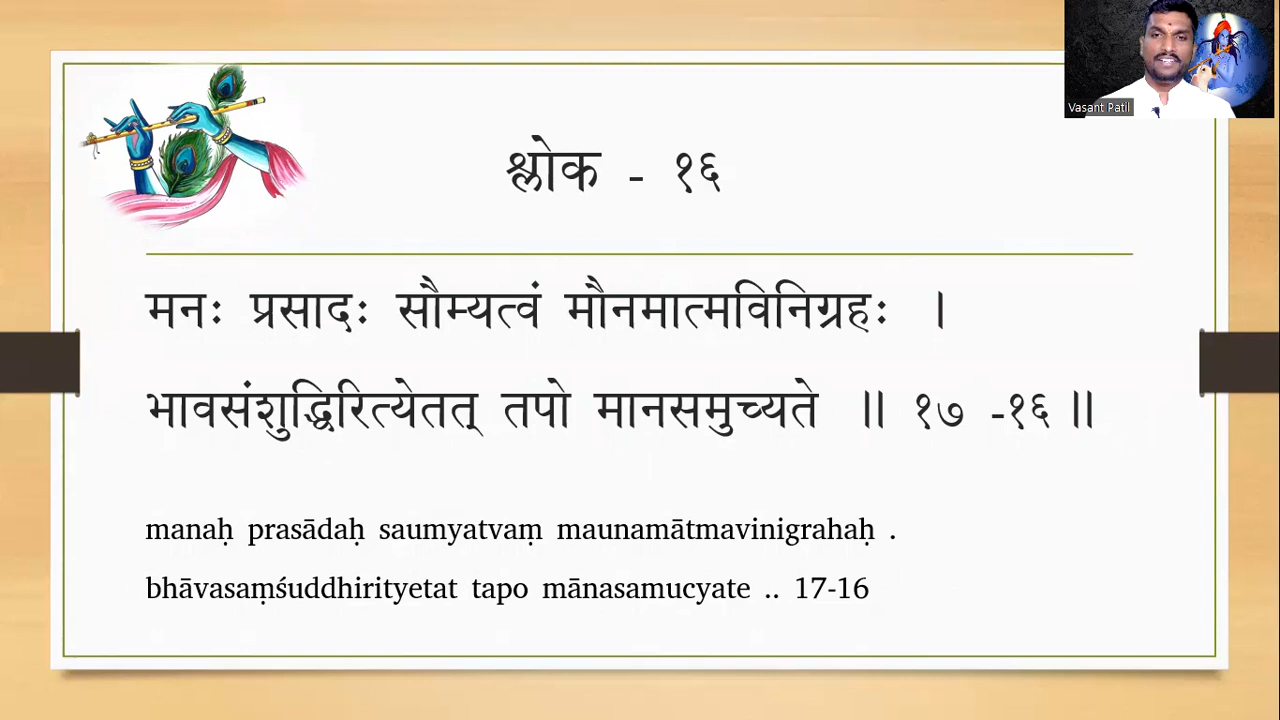 Vasant Patil
श्लोक - १६
मनः प्रसादः सौम्यत्वं मौनमात्मविनिग्रहः ।
भावसंशुद्धिरित्येतत् तपो मानसमुच्यते ॥ १७ -१६॥
manaḥ prasādaḥ saumyatvaṃ maunamātmavinigrahaḥ .
bhāvasaṃśuddhirityetat tapo mānasamucyate .. 17-16